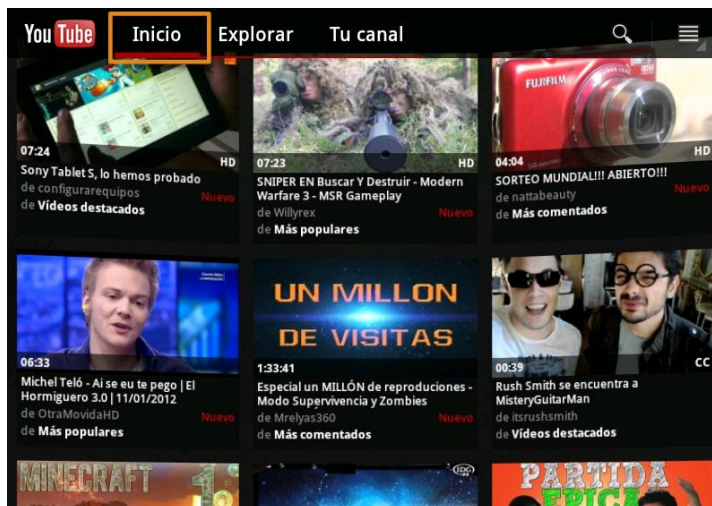 YouTube Inicio Explorar Tu canal
07:24 HD
Sony Tablet S, lo hemos probado
de configurarequipos Nuevo
de Vídeos destacados
07:23 HD
SNIPER EN Buscar Y Destruir - Modern
Warfare 3 - MSR Gameplay
de Willyrex Nuevo
de Más populares
FUJIFILM
04:04 HD
SORTEO MUNDIAL!!! ABIERTO!!!
de nattabeauty Nuevo
de Más comentados
06:33
Michel Teló - Ai se eu te pego | El
Hormiguero 3.0 | 11/01/2012
de OtraMovidaHD Nuevo
de Más populares
UN MILLON
DE VISITAS
1:33:41
Especial un MILLÓN de reproduciones -
Modo Supervivencia y Zombies
de Mrelyas360 Nuevo
de Más comentados
00:39 CC
Rush Smith se encuentra a
MisteryGuitarMan
de itsrushsmith
de Vídeos destacados
MINECRAFT 1
IDG
PARTIDA
EPICA